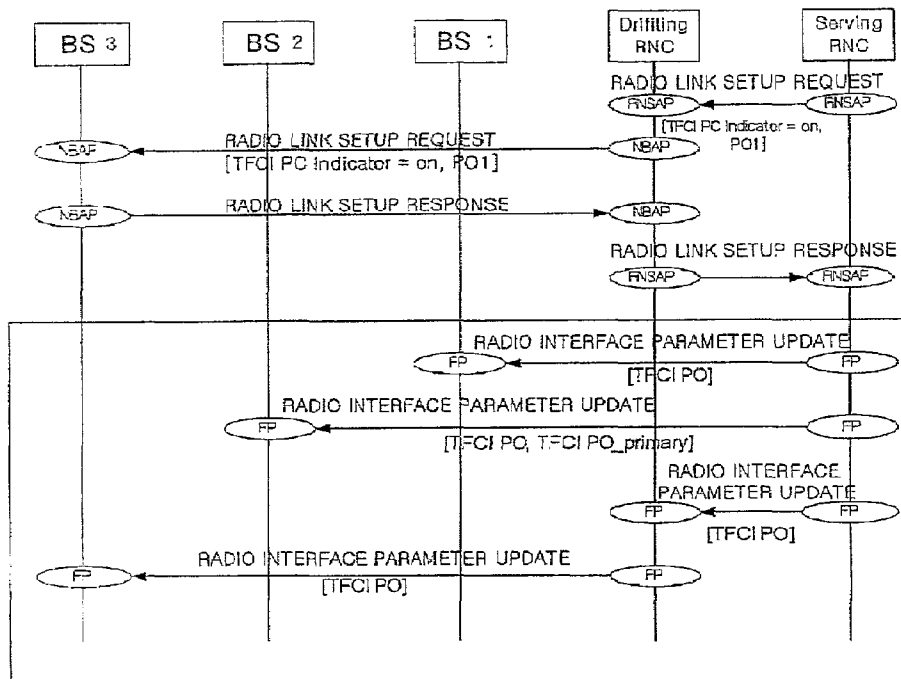 BS 3
BS 2
BS 1
Drifiting
RNC
Serving
RNC
RADIO LINK SETUP REQUEST
RNSAP
RNSAP
[TFCI PC Indicator = on,
PO1]
RADIO LINK SETUP REQUEST
NBAP
NBAP
[TFCI PC Indicator = on, PO1]
RADIO LINK SETUP RESPONSE
NBAP
NBAP
RADIO LINK SETUP RESPONSE
RNSAP
RNSAP
RADIO INTERFACE PARAMETER UPDATE
FP
FP
[TFCI PO]
RADIO INTERFACE PARAMETER UPDATE
FP
FP
[TFCI PO, TFCI PO_primary]
RADIO INTERFACE
PARAMETER UPDATE
FP
FP
[TFCI PO]
RADIO INTERFACE PARAMETER UPDATE
FP
FP
[TFCI PO]